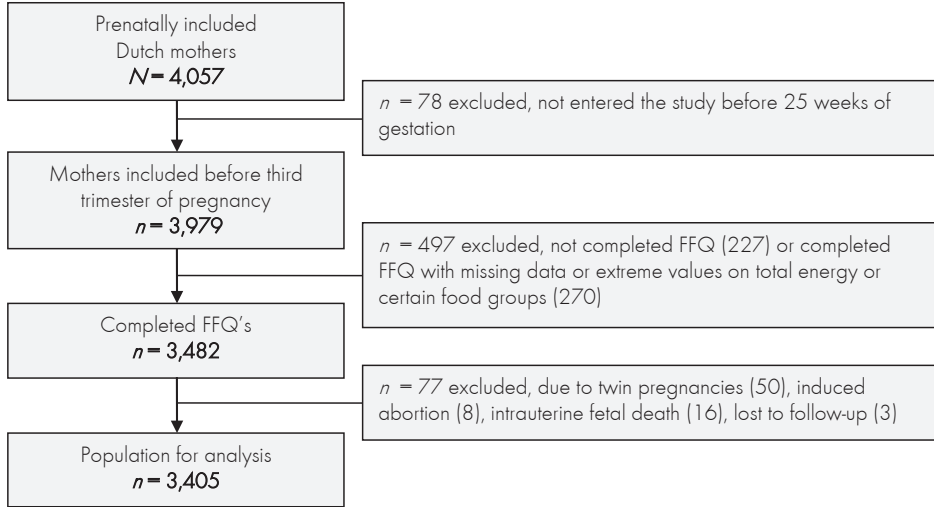 Prenatally included
Dutch mothers
N = 4,057
n = 78 excluded, not entered the study before 25 weeks of
gestation
Mothers included before third
trimester of pregnancy
n = 3,979
n = 497 excluded, not completed FFQ (227) or completed
FFQ with missing data or extreme values on total energy or
certain food groups (270)
Completed FFQ's
n = 3,482
n = 77 excluded, due to twin pregnancies (50), induced
abortion (8), intrauterine fetal death (16), lost to follow-up (3)
Population for analysis
n = 3,405